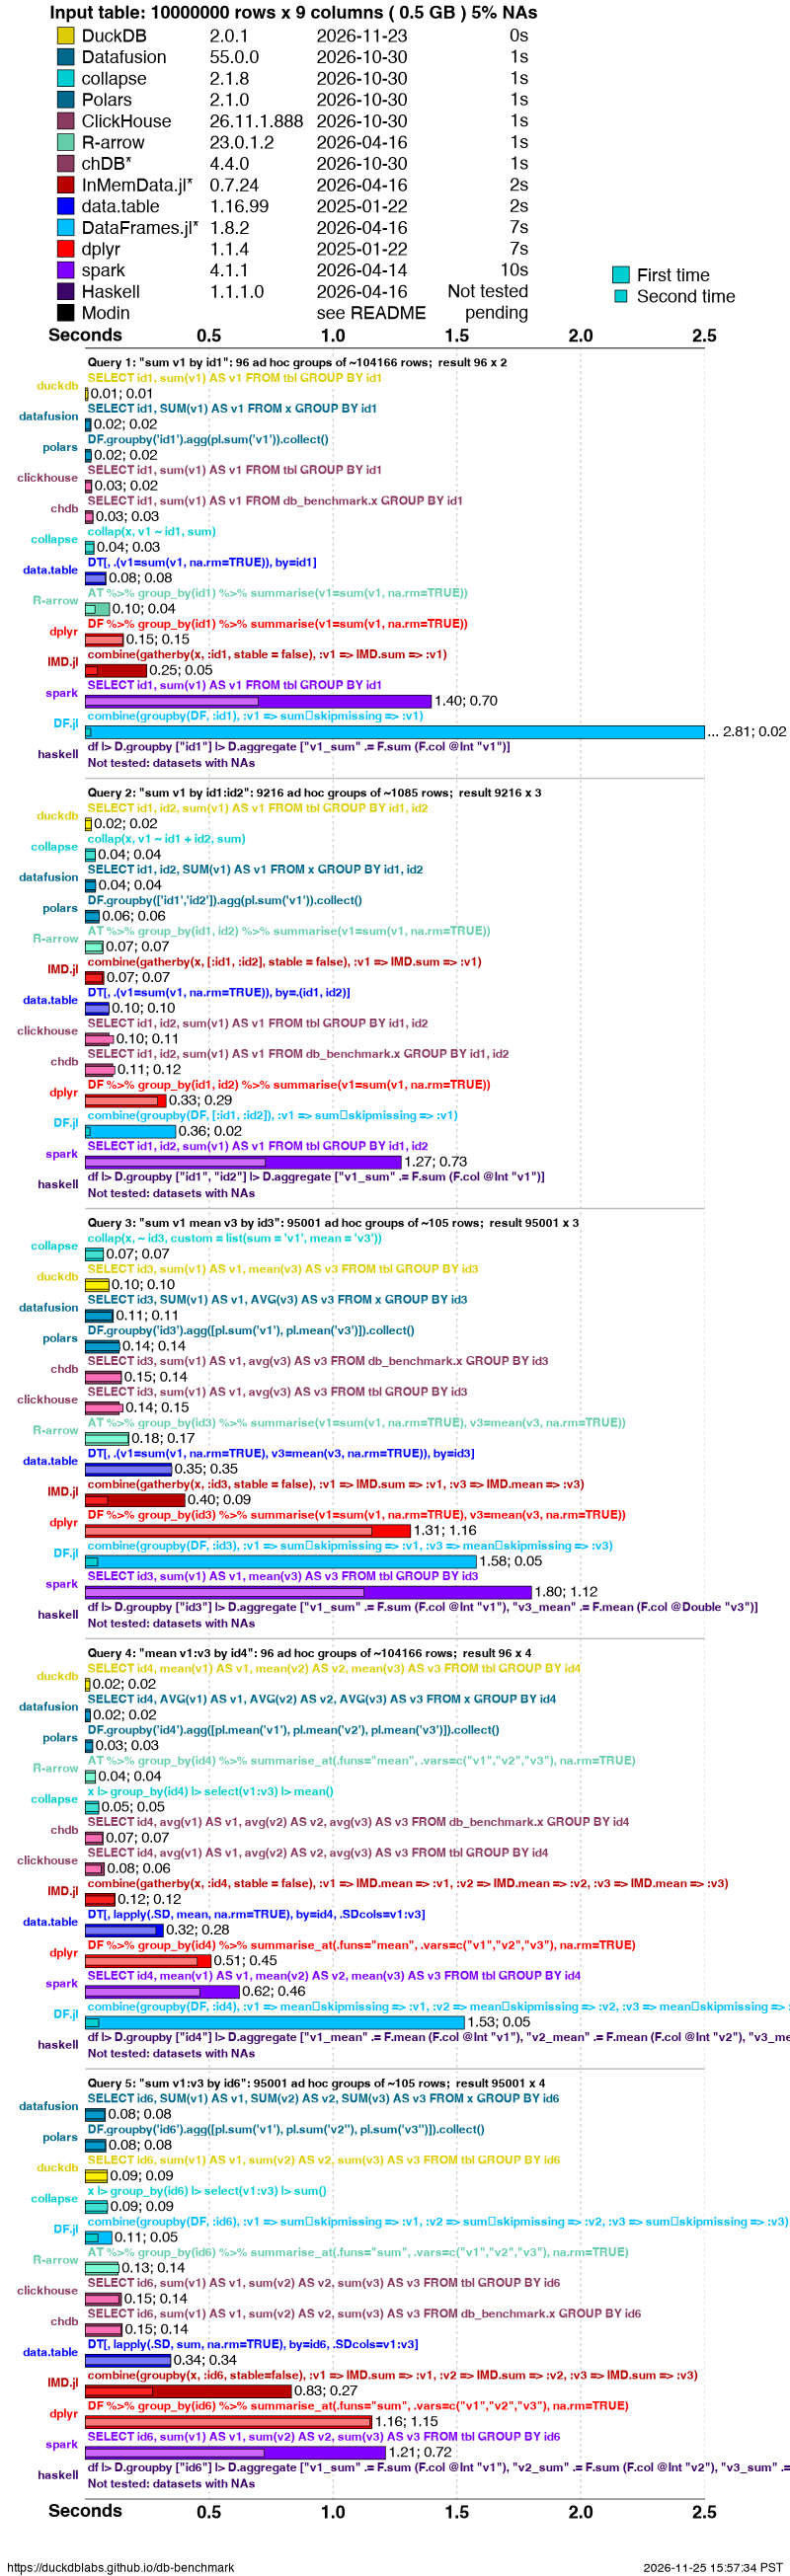 Input table: 10000000 rows x 9 columns ( 0.5 GB ) 5% NAs
DuckDB 2.0.1 2026-11-23 0s
Datafusion 55.0.0 2026-10-30 1s
collapse 2.1.8 2026-10-30 1s
Polars 2.1.0 2026-10-30 1s
ClickHouse 26.11.1.888 2026-10-30 1s
R-arrow 23.0.1.2 2026-04-16 1s
chDB* 4.4.0 2026-10-30 1s
InMemData.jl* 0.7.24 2026-04-16 2s
data.table 1.16.99 2025-01-22 2s
DataFrames.jl* 1.8.2 2026-04-16 7s
dplyr 1.1.4 2025-01-22 7s
spark 4.1.1 2026-04-14 10s
Haskell 1.1.1.0 2026-04-16 Not tested
Modin see README pending
First time
Second time
Seconds 0.5 1.0 1.5 2.0 2.5
Query 1: "sum v1 by id1": 96 ad hoc groups of ~104166 rows; result 96 x 2
duckdb SELECT id1, sum(v1) AS v1 FROM tbl GROUP BY id1
0.01; 0.01
datafusion SELECT id1, SUM(v1) AS v1 FROM x GROUP BY id1
0.02; 0.02
polars DF.groupby('id1').agg(pl.sum('v1')).collect()
0.02; 0.02
clickhouse SELECT id1, sum(v1) AS v1 FROM tbl GROUP BY id1
0.03; 0.02
chdb SELECT id1, sum(v1) AS v1 FROM db_benchmark.x GROUP BY id1
0.03; 0.03
collapse collap(x, v1 ~ id1, sum)
0.04; 0.03
data.table DT[, .(v1=sum(v1, na.rm=TRUE)), by=id1]
0.08; 0.08
R-arrow AT %>% group_by(id1) %>% summarise(v1=sum(v1, na.rm=TRUE))
0.10; 0.04
dplyr DF %>% group_by(id1) %>% summarise(v1=sum(v1, na.rm=TRUE))
0.15; 0.15
IMD.jl combine(gatherby(x, :id1, stable = false), :v1 => IMD.sum => :v1)
0.25; 0.05
spark SELECT id1, sum(v1) AS v1 FROM tbl GROUP BY id1
1.40; 0.70
DF.jl combine(groupby(DF, :id1), :v1 => sum□skipmissing => :v1)
... 2.81; 0.02
haskell df |> D.groupby ["id1"] |> D.aggregate ["v1_sum" .= F.sum (F.col @Int "v1")]
Not tested: datasets with NAs
Query 2: "sum v1 by id1:id2": 9216 ad hoc groups of ~1085 rows; result 9216 x 3
duckdb SELECT id1, id2, sum(v1) AS v1 FROM tbl GROUP BY id1, id2
0.02; 0.02
collapse collap(x, v1 ~ id1 + id2, sum)
0.04; 0.04
datafusion SELECT id1, id2, SUM(v1) AS v1 FROM x GROUP BY id1, id2
0.04; 0.04
polars DF.groupby(['id1','id2']).agg(pl.sum('v1')).collect()
0.06; 0.06
R-arrow AT %>% group_by(id1, id2) %>% summarise(v1=sum(v1, na.rm=TRUE))
0.07; 0.07
IMD.jl combine(gatherby(x, [:id1, :id2], stable = false), :v1 => IMD.sum => :v1)
0.07; 0.07
data.table DT[, .(v1=sum(v1, na.rm=TRUE)), by=.(id1, id2)]
0.10; 0.10
clickhouse SELECT id1, id2, sum(v1) AS v1 FROM tbl GROUP BY id1, id2
0.10; 0.11
chdb SELECT id1, id2, sum(v1) AS v1 FROM db_benchmark.x GROUP BY id1, id2
0.11; 0.12
dplyr DF %>% group_by(id1, id2) %>% summarise(v1=sum(v1, na.rm=TRUE))
0.33; 0.29
DF.jl combine(groupby(DF, [:id1, :id2]), :v1 => sum□skipmissing => :v1)
0.36; 0.02
spark SELECT id1, id2, sum(v1) AS v1 FROM tbl GROUP BY id1, id2
1.27; 0.73
haskell df |> D.groupby ["id1", "id2"] |> D.aggregate ["v1_sum" .= F.sum (F.col @Int "v1")]
Not tested: datasets with NAs
Query 3: "sum v1 mean v3 by id3": 95001 ad hoc groups of ~105 rows; result 95001 x 3
collapse collap(x, ~ id3, custom = list(sum = 'v1', mean = 'v3'))
0.07; 0.07
duckdb SELECT id3, sum(v1) AS v1, mean(v3) AS v3 FROM tbl GROUP BY id3
0.10; 0.10
datafusion SELECT id3, SUM(v1) AS v1, AVG(v3) AS v3 FROM x GROUP BY id3
0.11; 0.11
polars DF.groupby('id3').agg([pl.sum('v1'), pl.mean('v3')]).collect()
0.14; 0.14
chdb SELECT id3, sum(v1) AS v1, avg(v3) AS v3 FROM db_benchmark.x GROUP BY id3
0.15; 0.14
clickhouse SELECT id3, sum(v1) AS v1, avg(v3) AS v3 FROM tbl GROUP BY id3
0.14; 0.15
R-arrow AT %>% group_by(id3) %>% summarise(v1=sum(v1, na.rm=TRUE), v3=mean(v3, na.rm=TRUE))
0.18; 0.17
data.table DT[, .(v1=sum(v1, na.rm=TRUE), v3=mean(v3, na.rm=TRUE)), by=id3]
0.35; 0.35
IMD.jl combine(gatherby(x, :id3, stable = false), :v1 => IMD.sum => :v1, :v3 => IMD.mean => :v3)
0.40; 0.09
dplyr DF %>% group_by(id3) %>% summarise(v1=sum(v1, na.rm=TRUE), v3=mean(v3, na.rm=TRUE))
1.31; 1.16
DF.jl combine(groupby(DF, :id3), :v1 => sum□skipmissing => :v1, :v3 => mean□skipmissing => :v3)
1.58; 0.05
spark SELECT id3, sum(v1) AS v1, mean(v3) AS v3 FROM tbl GROUP BY id3
1.80; 1.12
haskell df |> D.groupby ["id3"] |> D.aggregate ["v1_sum" .= F.sum (F.col @Int "v1"), "v3_mean" .= F.mean (F.col @Double "v3")]
Not tested: datasets with NAs
Query 4: "mean v1:v3 by id4": 96 ad hoc groups of ~104166 rows; result 96 x 4
duckdb SELECT id4, mean(v1) AS v1, mean(v2) AS v2, mean(v3) AS v3 FROM tbl GROUP BY id4
0.02; 0.02
datafusion SELECT id4, AVG(v1) AS v1, AVG(v2) AS v2, AVG(v3) AS v3 FROM x GROUP BY id4
0.02; 0.02
polars DF.groupby('id4').agg([pl.mean('v1'), pl.mean('v2'), pl.mean('v3')]).collect()
0.03; 0.03
R-arrow AT %>% group_by(id4) %>% summarise_at(.funs="mean", .vars=c("v1","v2","v3"), na.rm=TRUE)
0.04; 0.04
collapse x |> group_by(id4) |> select(v1:v3) |> mean()
0.05; 0.05
chdb SELECT id4, avg(v1) AS v1, avg(v2) AS v2, avg(v3) AS v3 FROM db_benchmark.x GROUP BY id4
0.07; 0.07
clickhouse SELECT id4, avg(v1) AS v1, avg(v2) AS v2, avg(v3) AS v3 FROM tbl GROUP BY id4
0.08; 0.06
IMD.jl combine(gatherby(x, :id4, stable = false), :v1 => IMD.mean => :v1, :v2 => IMD.mean => :v2, :v3 => IMD.mean => :v3)
0.12; 0.12
data.table DT[, lapply(.SD, mean, na.rm=TRUE), by=id4, .SDcols=v1:v3]
0.32; 0.28
dplyr DF %>% group_by(id4) %>% summarise_at(.funs="mean", .vars=c("v1","v2","v3"), na.rm=TRUE)
0.51; 0.45
spark SELECT id4, mean(v1) AS v1, mean(v2) AS v2, mean(v3) AS v3 FROM tbl GROUP BY id4
0.62; 0.46
DF.jl combine(groupby(DF, :id4), :v1 => mean□skipmissing => :v1, :v2 => mean□skipmissing => :v2, :v3 => mean□skipmissing => :
1.53; 0.05
haskell df |> D.groupby ["id4"] |> D.aggregate ["v1_mean" .= F.mean (F.col @Int "v1"), "v2_mean" .= F.mean (F.col @Int "v2"), "v3_me
Not tested: datasets with NAs
Query 5: "sum v1:v3 by id6": 95001 ad hoc groups of ~105 rows; result 95001 x 4
datafusion SELECT id6, SUM(v1) AS v1, SUM(v2) AS v2, SUM(v3) AS v3 FROM x GROUP BY id6
0.08; 0.08
polars DF.groupby('id6').agg([pl.sum('v1'), pl.sum('v2''), pl.sum('v3'')]).collect()
0.08; 0.08
duckdb SELECT id6, sum(v1) AS v1, sum(v2) AS v2, sum(v3) AS v3 FROM tbl GROUP BY id6
0.09; 0.09
collapse x |> group_by(id6) |> select(v1:v3) |> sum()
0.09; 0.09
DF.jl combine(groupby(DF, :id6), :v1 => sum□skipmissing => :v1, :v2 => sum□skipmissing => :v2, :v3 => sum□skipmissing => :v3)
0.11; 0.05
R-arrow AT %>% group_by(id6) %>% summarise_at(.funs="sum", .vars=c("v1","v2","v3"), na.rm=TRUE)
0.13; 0.14
clickhouse SELECT id6, sum(v1) AS v1, sum(v2) AS v2, sum(v3) AS v3 FROM tbl GROUP BY id6
0.15; 0.14
chdb SELECT id6, sum(v1) AS v1, sum(v2) AS v2, sum(v3) AS v3 FROM db_benchmark.x GROUP BY id6
0.15; 0.14
data.table DT[, lapply(.SD, sum, na.rm=TRUE), by=id6, .SDcols=v1:v3]
0.34; 0.34
IMD.jl combine(groupby(x, :id6, stable=false), :v1 => IMD.sum => :v1, :v2 => IMD.sum => :v2, :v3 => IMD.sum => :v3)
0.83; 0.27
dplyr DF %>% group_by(id6) %>% summarise_at(.funs="sum", .vars=c("v1","v2","v3"), na.rm=TRUE)
1.16; 1.15
spark SELECT id6, sum(v1) AS v1, sum(v2) AS v2, sum(v3) AS v3 FROM tbl GROUP BY id6
1.21; 0.72
haskell df |> D.groupby ["id6"] |> D.aggregate ["v1_sum" .= F.sum (F.col @Int "v1"), "v2_sum" .= F.sum (F.col @Int "v2"), "v3_sum" .=
Not tested: datasets with NAs
Seconds 0.5 1.0 1.5 2.0 2.5
https://duckdblabs.github.io/db-benchmark
2026-11-25 15:57:34 PST